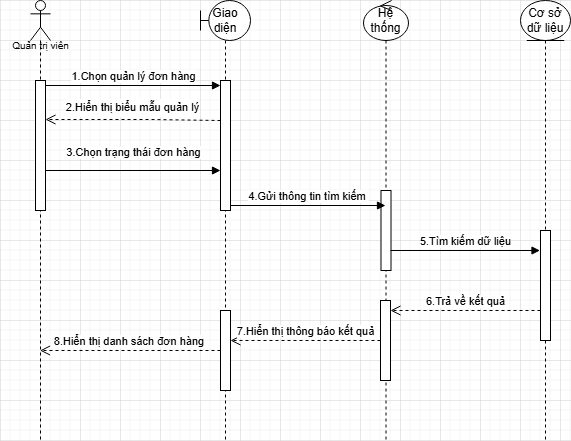 Quản trị viên
Giao
diện
Hệ
thống
Cơ sở
dữ liệu
1.Chọn quản lý đơn hàng
2.Hiển thị biểu mẫu quản lý
3.Chọn trạng thái đơn hàng
4.Gửi thông tin tìm kiếm
5.Tìm kiếm dữ liệu
6.Trả về kết quả
7.Hiển thị thông báo kết quả
8.Hiển thị danh sách đơn hàng